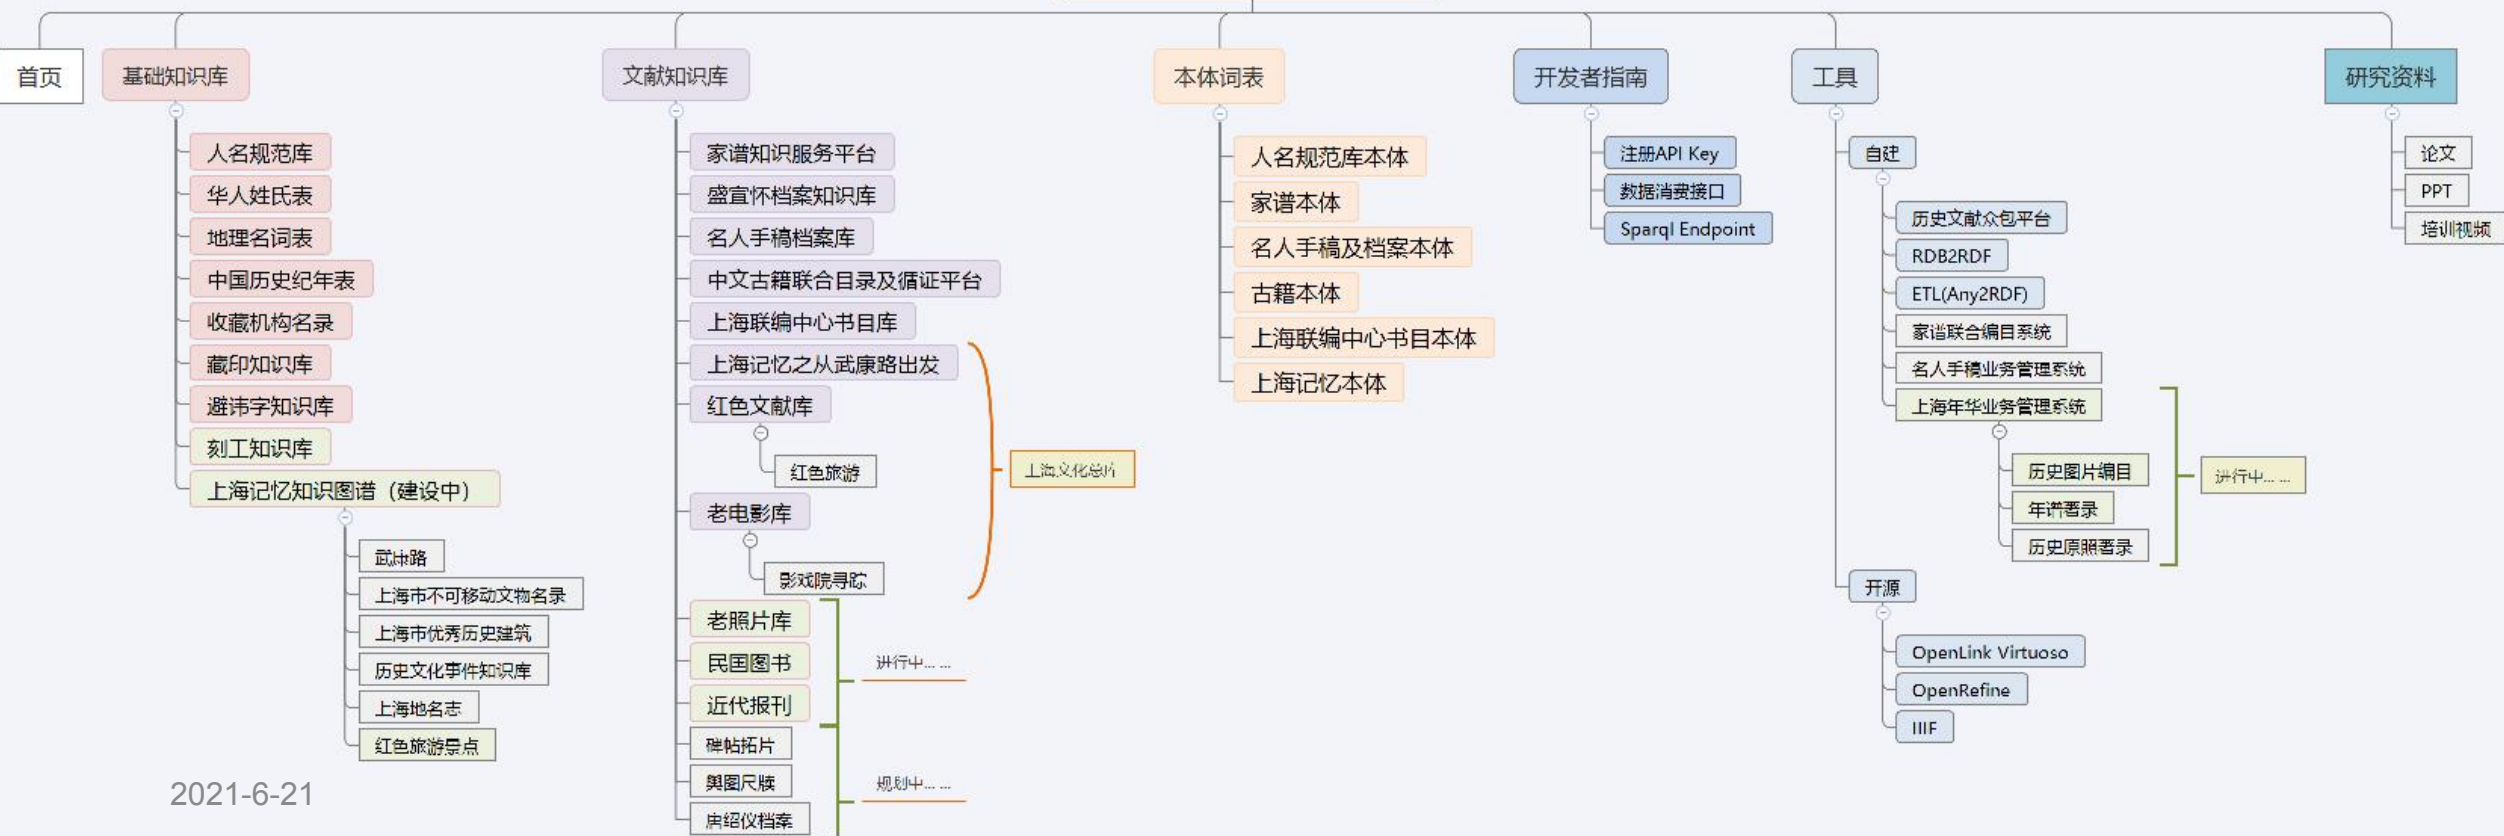 首页
基础知识库
人名规范库
华人姓氏表
地理名词表
中国历史纪年表
收藏机构名录
藏印知识库
避讳字知识库
刻工知识库
上海记忆知识图谱（建设中）
武康路
上海市不可移动文物名录
上海市优秀历史建筑
历史文化事件知识库
上海地名志
红色旅游景点
文献知识库
家谱知识服务平台
盛宣怀档案知识库
名人手稿档案库
中文古籍联合目录及循证平台
上海联编中心书目库
上海记忆之从武康路出发
红色文献库
红色旅游
老电影库
影戏院寻踪
上海文化总库
老照片库
民国图书
近代报刊
进行中... ...
碑帖拓片
舆图尺牍
唐绍仪档案
规划中... ...
本体词表
人名规范库本体
家谱本体
名人手稿及档案本体
古籍本体
上海联编中心书目本体
上海记忆本体
开发者指南
注册API Key
数据消费接口
Sparql Endpoint
工具
自建
历史文献众包平台
RDB2RDF
ETL(Any2RDF)
家谱联合编目系统
名人手稿业务管理系统
上海年华业务管理系统
历史图片编目
年谱著录
历史原照著录
进行中... ...
开源
OpenLink Virtuoso
OpenRefine
IIIF
研究资料
论文
PPT
培训视频
2021-6-21